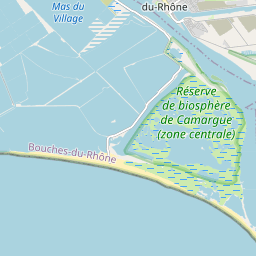 Mas du
Village
du-Rhône
Réserve
de biosphère
de Camargue
(zone centrale)
Bouches-du-Rhône